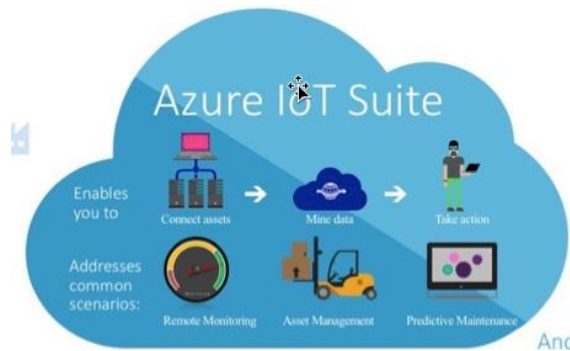 Azure IoT Suite
Enables
you to
Connect assets
Mine data
Take action
Addresses
common
scenarios:
Remote Monitoring
Asset Management
Predictive Maintenance
And